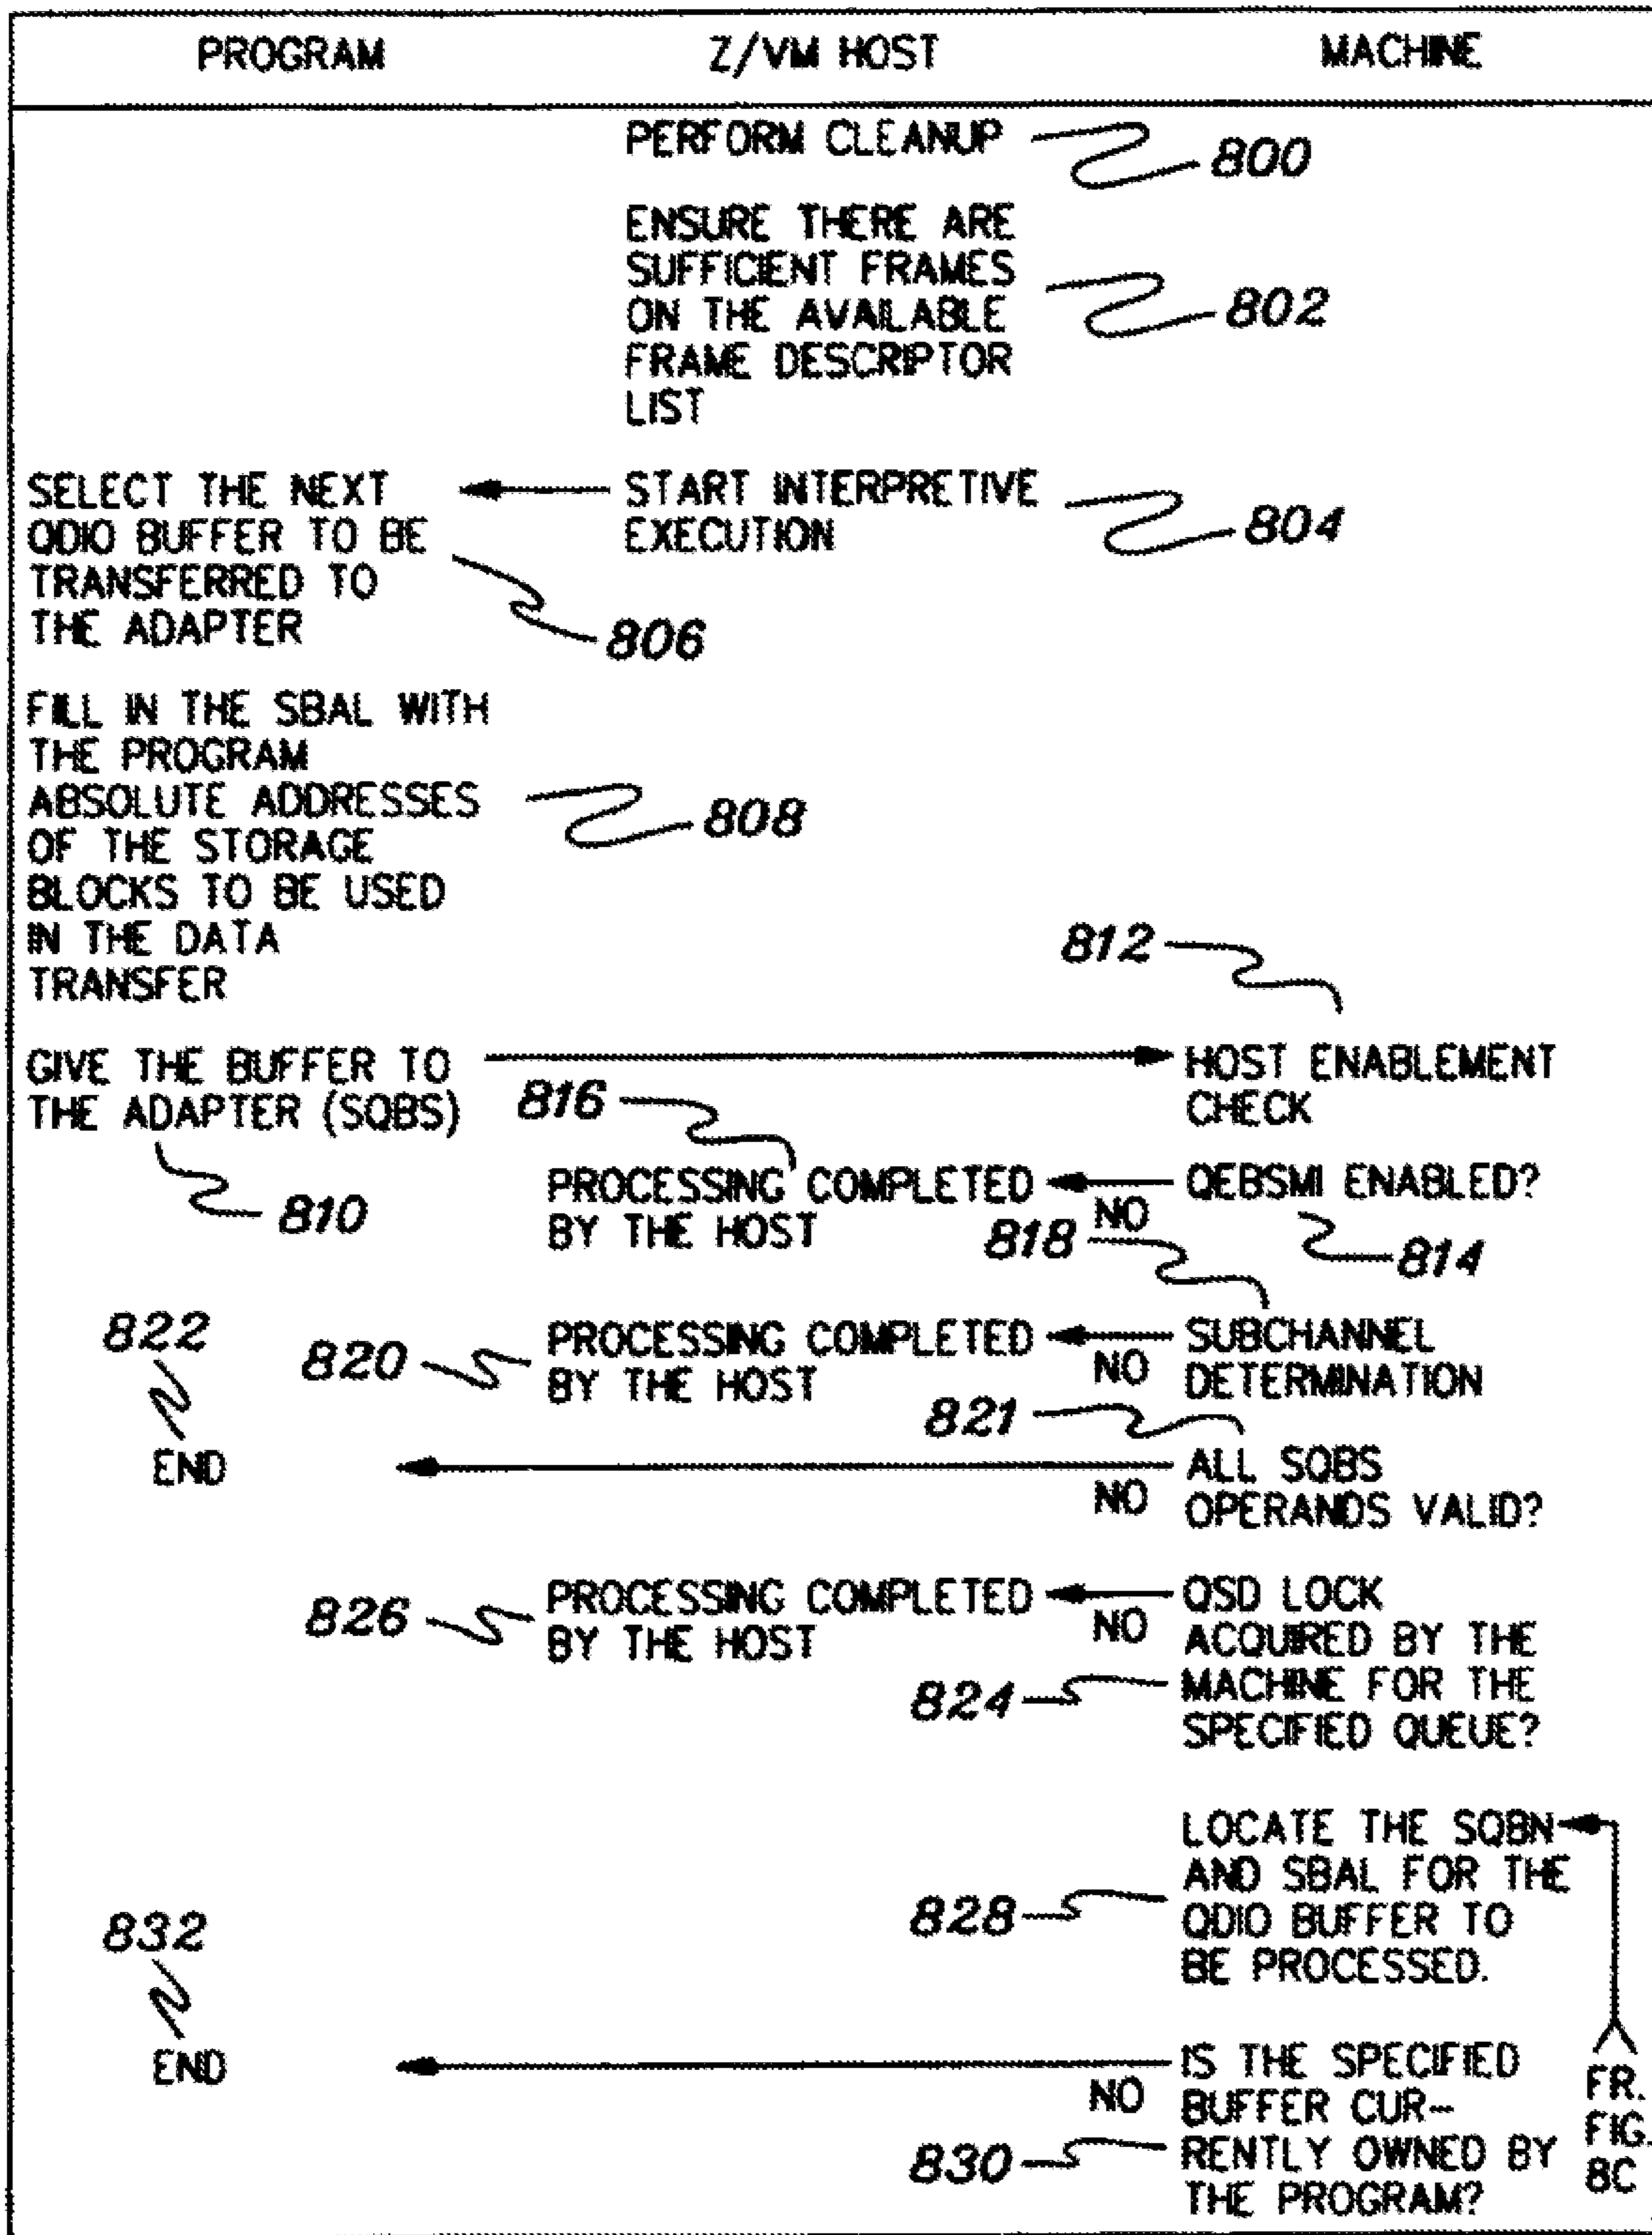 PROGRAM Z/VM HOST MACHINE
PERFORM CLEANUP 800
ENSURE THERE ARE
SUFFICIENT FRAMES
ON THE AVAILABLE 802
FRAME DESCRIPTOR
LIST
SELECT THE NEXT START INTERPRETIVE
QDIO BUFFER TO BE EXECUTION 804
TRANSFERRED TO
THE ADAPTER 806
FILL IN THE SBAL WITH
THE PROGRAM
ABSOLUTE ADDRESSES 808
OF THE STORAGE
BLOCKS TO BE USED
IN THE DATA 812
TRANSFER
GIVE THE BUFFER TO HOST ENABLEMENT
THE ADAPTER (SQBS) 816 CHECK
810 PROCESSING COMPLETED QEBSMI ENABLED?
BY THE HOST NO
818 814
822 820 PROCESSING COMPLETED SUBCHANNEL
BY THE HOST NO DETERMINATION
821
END ALL SQBS
NO OPERANDS VALID?
826 PROCESSING COMPLETED QSD LOCK
BY THE HOST NO ACQUIRED BY THE
824 MACHINE FOR THE
SPECIFIED QUEUE?
LOCATE THE SQBN
AND SBAL FOR THE
832 828 QDIO BUFFER TO
BE PROCESSED.
END IS THE SPECIFIED FR.
NO BUFFER CUR- FIG.
830 RENTLY OWNED BY 8C
THE PROGRAM?